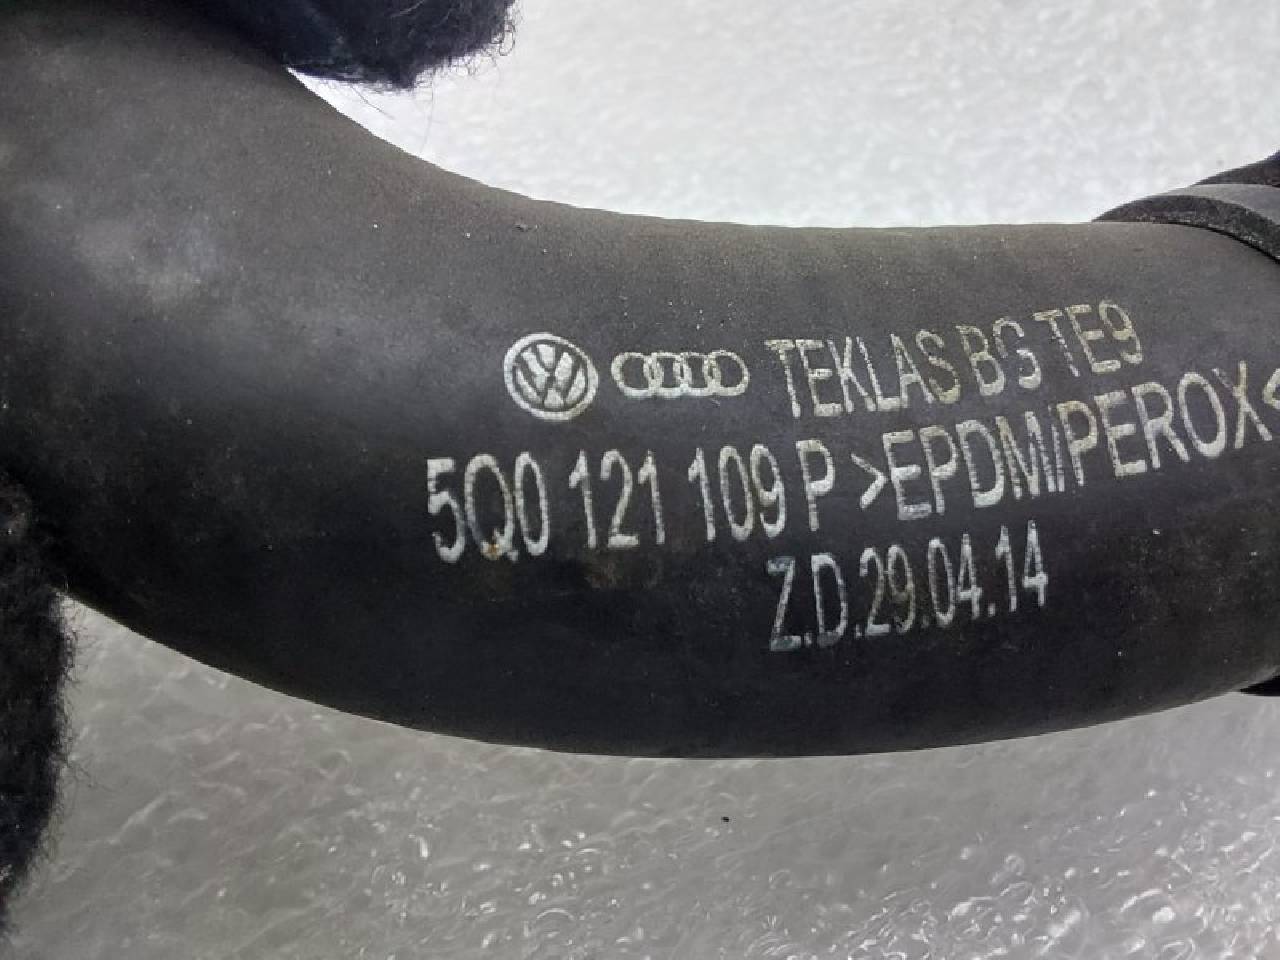 TEKLAS BG TE9
5Q0 121 109 P >EPDM/PEROX<
Z.D.29.04.14